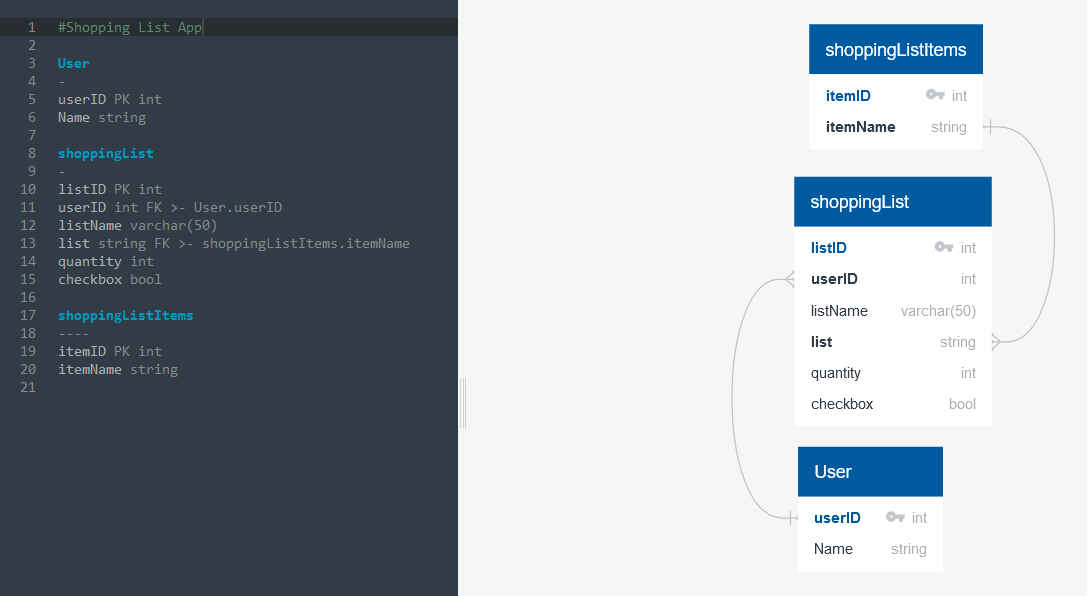 1 #Shopping List App
2
3 User
4 -
5 userID PK int
6 Name string
7
8 shoppingList
9 -
10 listID PK int
11 userID int FK >- User.userID
12 listName varchar(50)
13 list string FK >- shoppingListItems.itemName
14 quantity int
15 checkbox bool
16
17 shoppingListItems
18 ----
19 itemID PK int
20 itemName string
21
shoppingListItems
itemID int
itemName string
shoppingList
listID int
userID int
listName varchar(50)
list string
quantity int
checkbox bool
User
userID int
Name string